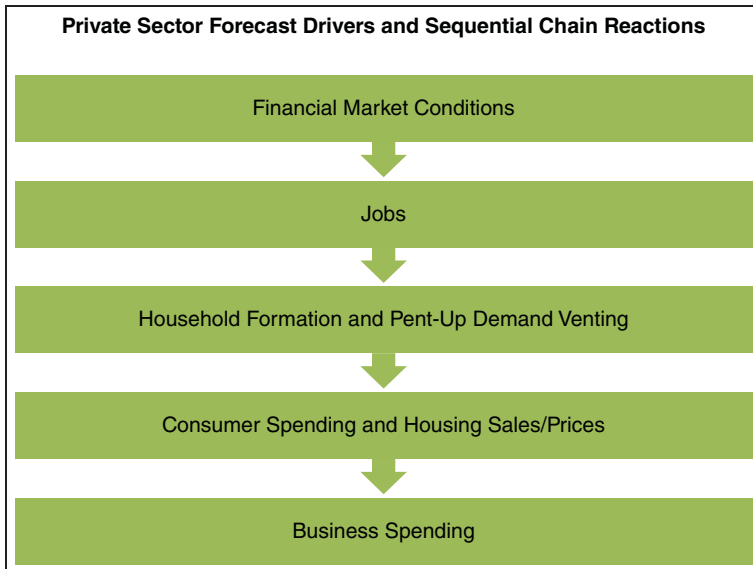 Private Sector Forecast Drivers and Sequential Chain Reactions
Financial Market Conditions
Jobs
Household Formation and Pent-Up Demand Venting
Consumer Spending and Housing Sales/Prices
Business Spending